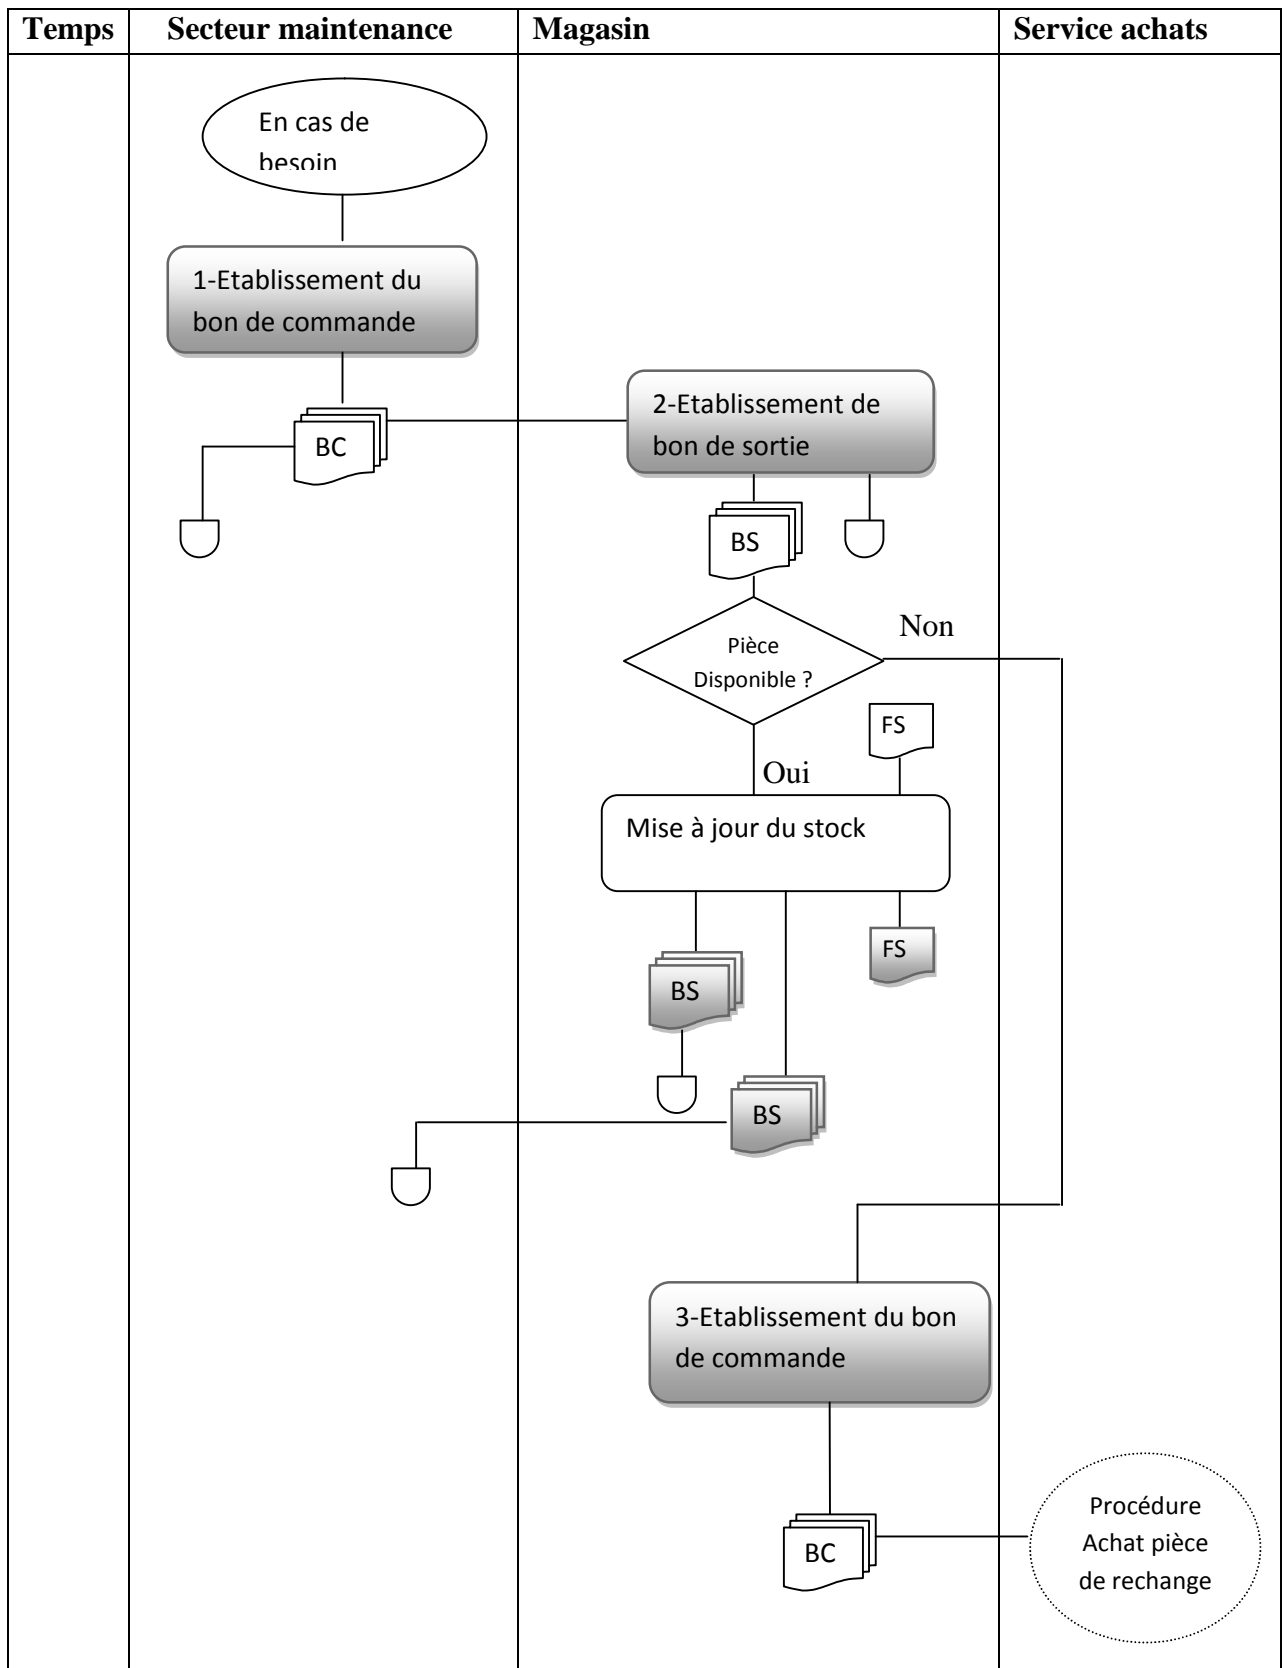 Temps Secteur maintenance Magasin Service achats
En cas de
besoin
1-Etablissement du
bon de commande
BC
2-Etablissement de
bon de sortie
BS
Non
Pièce
Disponible ?
FS
Oui
Mise à jour du stock
FS
BS
BS
3-Etablissement du bon
de commande
BC
Procédure
Achat pièce
de rechange